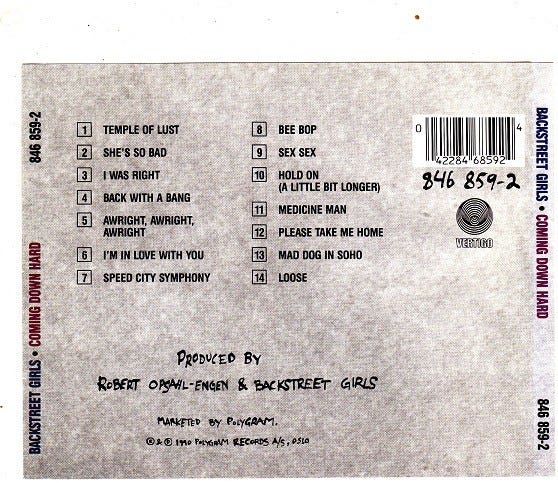 846 859-2
BACKSTREET GIRLS • COMING DOWN HARD
1 TEMPLE OF LUST
2 SHE'S SO BAD
3 I WAS RIGHT
4 BACK WITH A BANG
5 AWRIGHT, AWRIGHT,
AWRIGHT
6 I'M IN LOVE WITH YOU
7 SPEED CITY SYMPHONY
8 BEE BOP
9 SEX SEX
10 HOLD ON
(A LITTLE BIT LONGER)
11 MEDICINE MAN
12 PLEASE TAKE ME HOME
13 MAD DOG IN SOHO
14 LOOSE
0 42284 68592 4
846 859-2
VERTIGO
PRODUCED BY
ROBERT OPSAHL-ENGEN & BACKSTREET GIRLS
MARKETED BY POLYGRAM.
© & ℗ 1990 POLYGRAM RECORDS A/S, OSLO
BACKSTREET GIRLS • COMING DOWN HARD
846 859-2